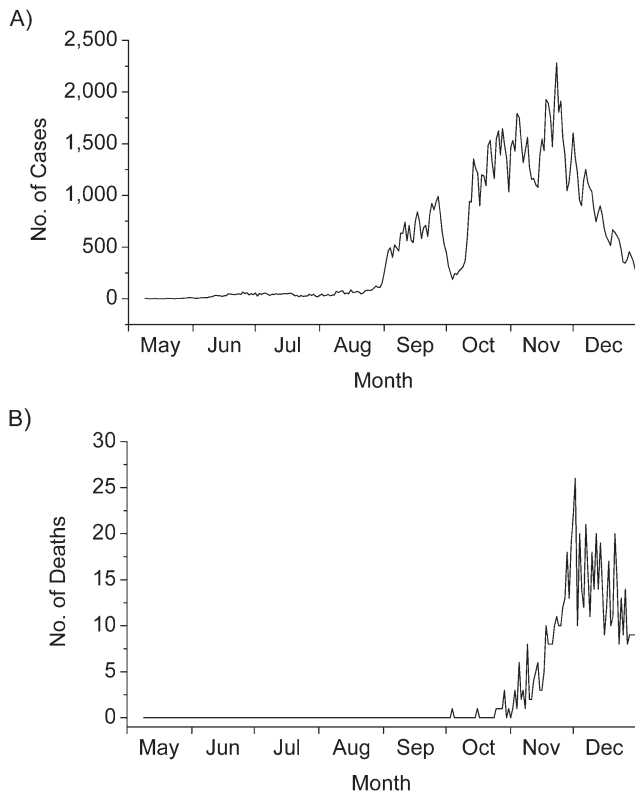 A)
2,500
2,000
1,500
1,000
500
0
No. of Cases
May Jun Jul Aug Sep Oct Nov Dec
Month
B)
30
25
20
15
10
5
0
No. of Deaths
May Jun Jul Aug Sep Oct Nov Dec
Month